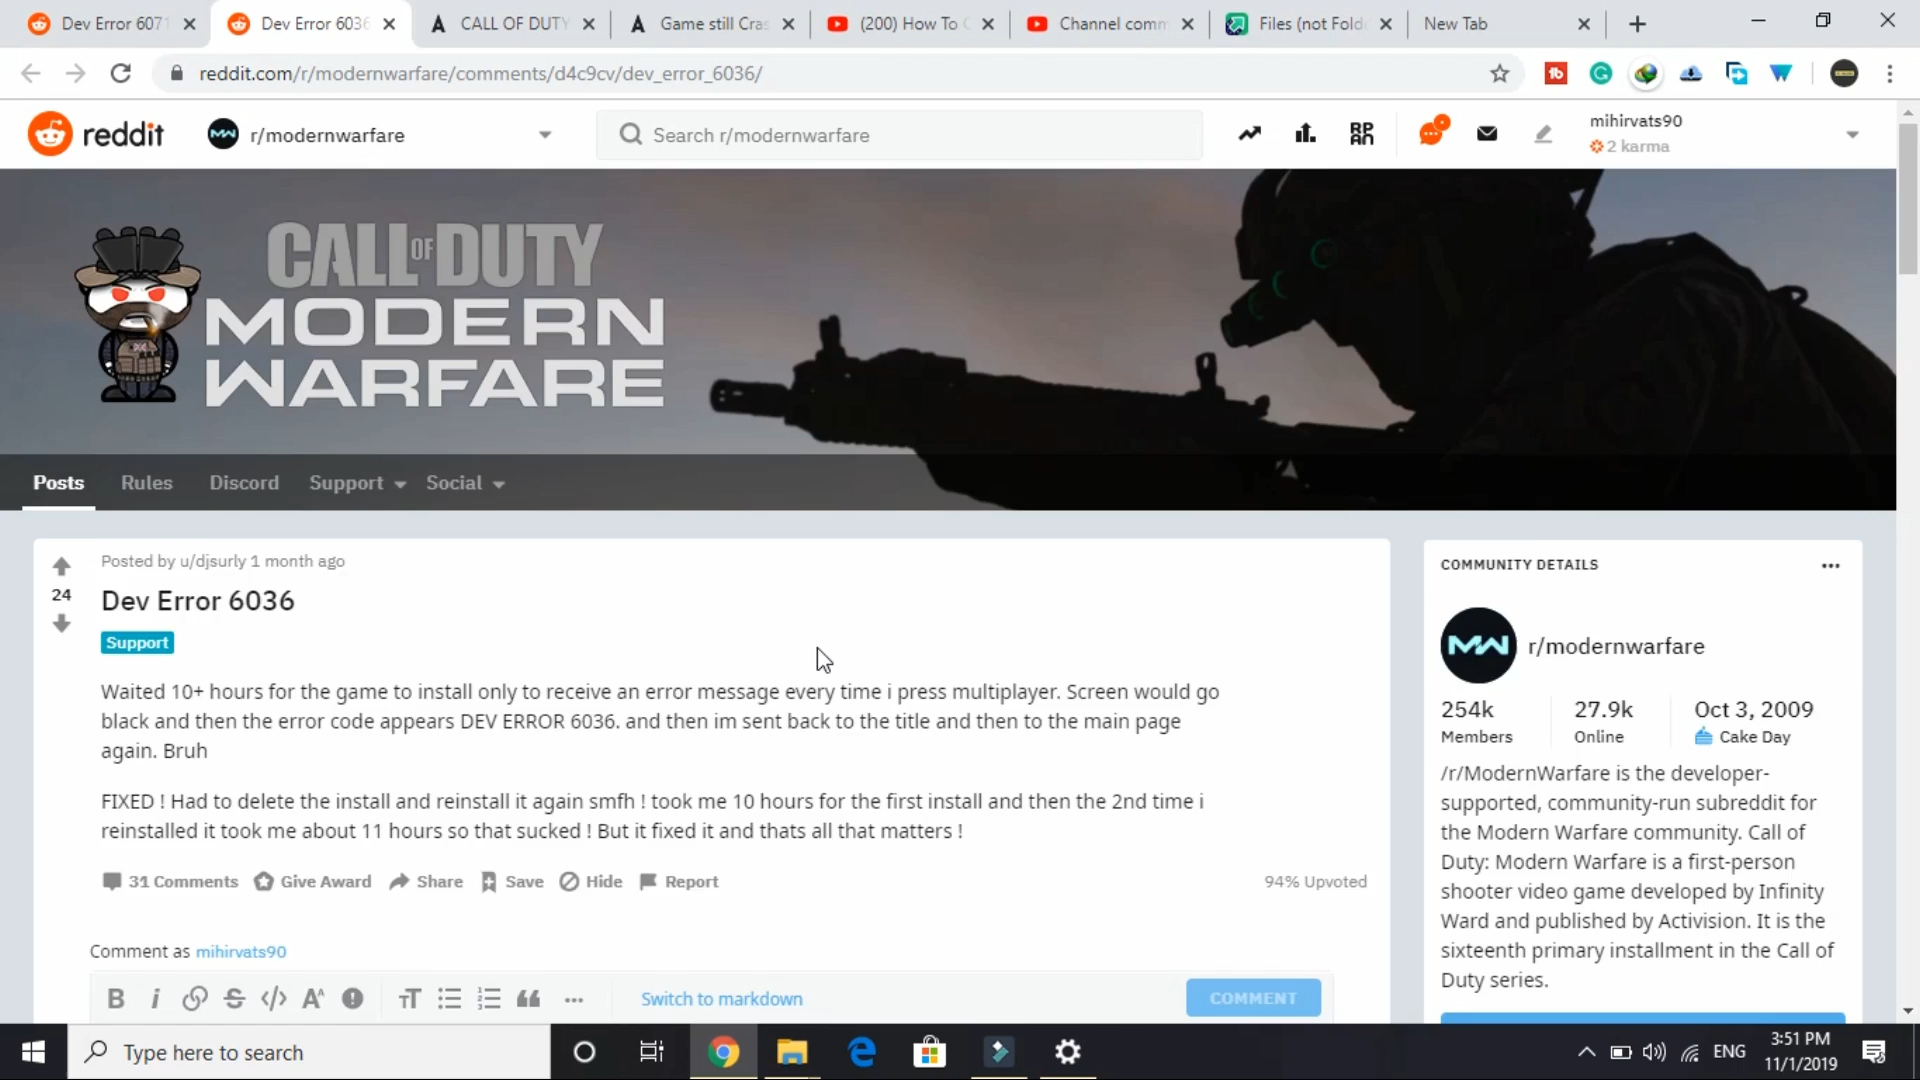 Dev Error 6071
Dev Error 6036
CALL OF DUTY
Game still Cras
(200) How To C
Channel comm
Files (not Fold
New Tab
reddit.com/r/modernwarfare/comments/d4c9cv/dev_error_6036/
reddit
r/modernwarfare
Search r/modernwarfare
RPAN
mihirvats90
2 karma
CALL OF DUTY
MODERN
WARFARE
Posts
Rules
Discord
Support
Social
Posted by u/djsurly 1 month ago
24
Dev Error 6036
Support
Waited 10+ hours for the game to install only to receive an error message every time i press multiplayer. Screen would go
black and then the error code appears DEV ERROR 6036. and then im sent back to the title and then to the main page
again. Bruh
FIXED ! Had to delete the install and reinstall it again smfh ! took me 10 hours for the first install and then the 2nd time i
reinstalled it took me about 11 hours so that sucked ! But it fixed it and thats all that matters !
31 Comments
Give Award
Share
Save
Hide
Report
94% Upvoted
Comment as mihirvats90
Switch to markdown
COMMENT
COMMUNITY DETAILS
MW
r/modernwarfare
254k
Members
27.9k
Online
Oct 3, 2009
Cake Day
/r/ModernWarfare is the developer-
supported, community-run subreddit for
the Modern Warfare community. Call of
Duty: Modern Warfare is a first-person
shooter video game developed by Infinity
Ward and published by Activision. It is the
sixteenth primary installment in the Call of
Duty series.
Type here to search
ENG
3:51 PM
11/1/2019